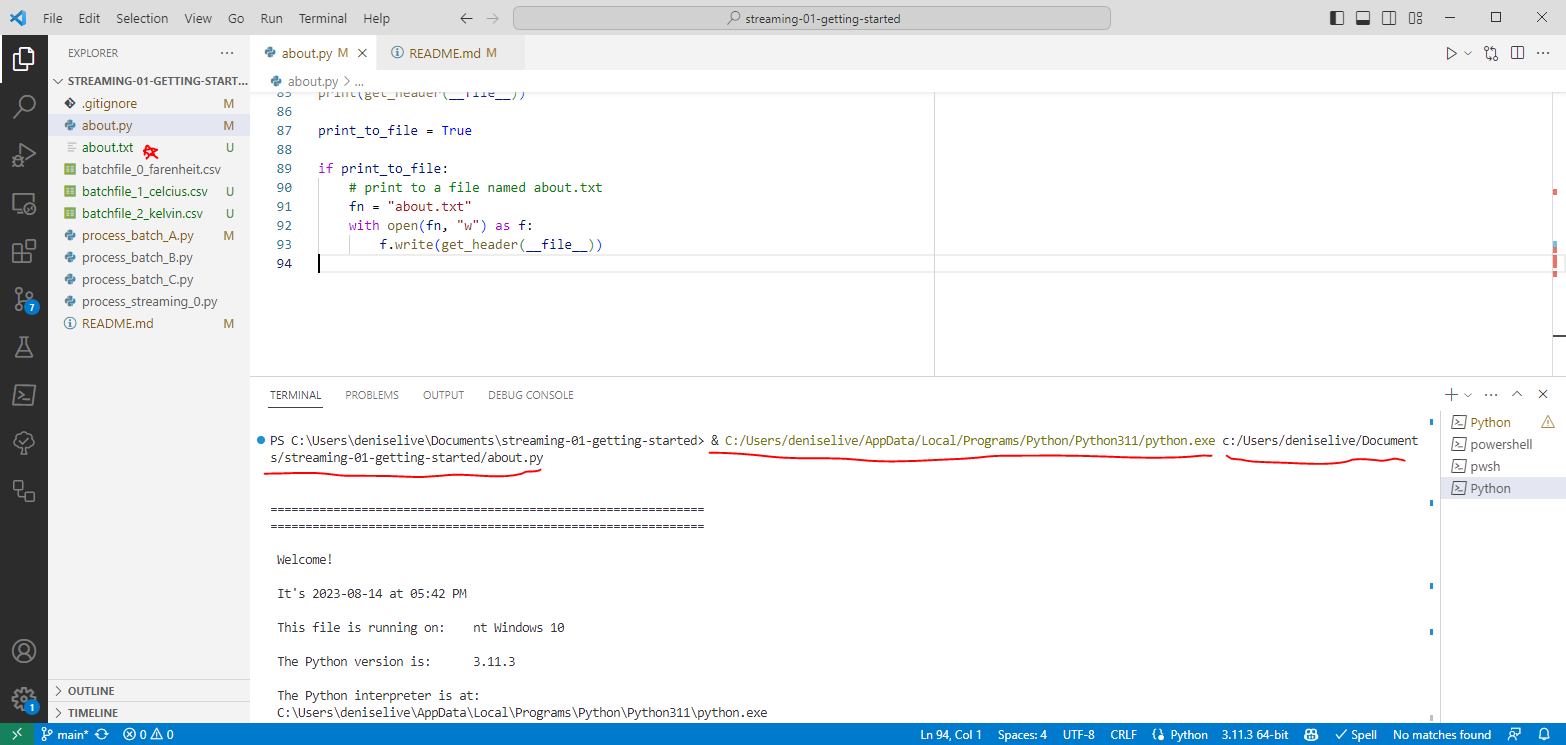 File Edit Selection View Go Run Terminal Help
streaming-01-getting-started
EXPLORER
STREAMING-01-GETTING-START...
.gitignore M
about.py M
about.txt U
batchfile_0_farenheit.csv
batchfile_1_celcius.csv U
batchfile_2_kelvin.csv U
process_batch_A.py M
process_batch_B.py
process_batch_C.py
process_streaming_0.py
README.md M
OUTLINE
TIMELINE
7
1
about.py M
README.md M
about.py > ...
85 print(get_header(__file__))
86
87 print_to_file = True
88
89 if print_to_file:
90 # print to a file named about.txt
91 fn = "about.txt"
92 with open(fn, "w") as f:
93 f.write(get_header(__file__))
94
TERMINAL PROBLEMS OUTPUT DEBUG CONSOLE
PS C:\Users\deniselive\Documents\streaming-01-getting-started> & C:/Users/deniselive/AppData/Local/Programs/Python/Python311/python.exe c:/Users/deniselive/Document
s/streaming-01-getting-started/about.py
===============================================================
===============================================================
Welcome!
It's 2023-08-14 at 05:42 PM
This file is running on: nt Windows 10
The Python version is: 3.11.3
The Python interpreter is at:
C:\Users\deniselive\AppData\Local\Programs\Python\Python311\python.exe
Python
powershell
pwsh
Python
main* 0 0 Ln 94, Col 1 Spaces: 4 UTF-8 CRLF Python 3.11.3 64-bit Spell No matches found